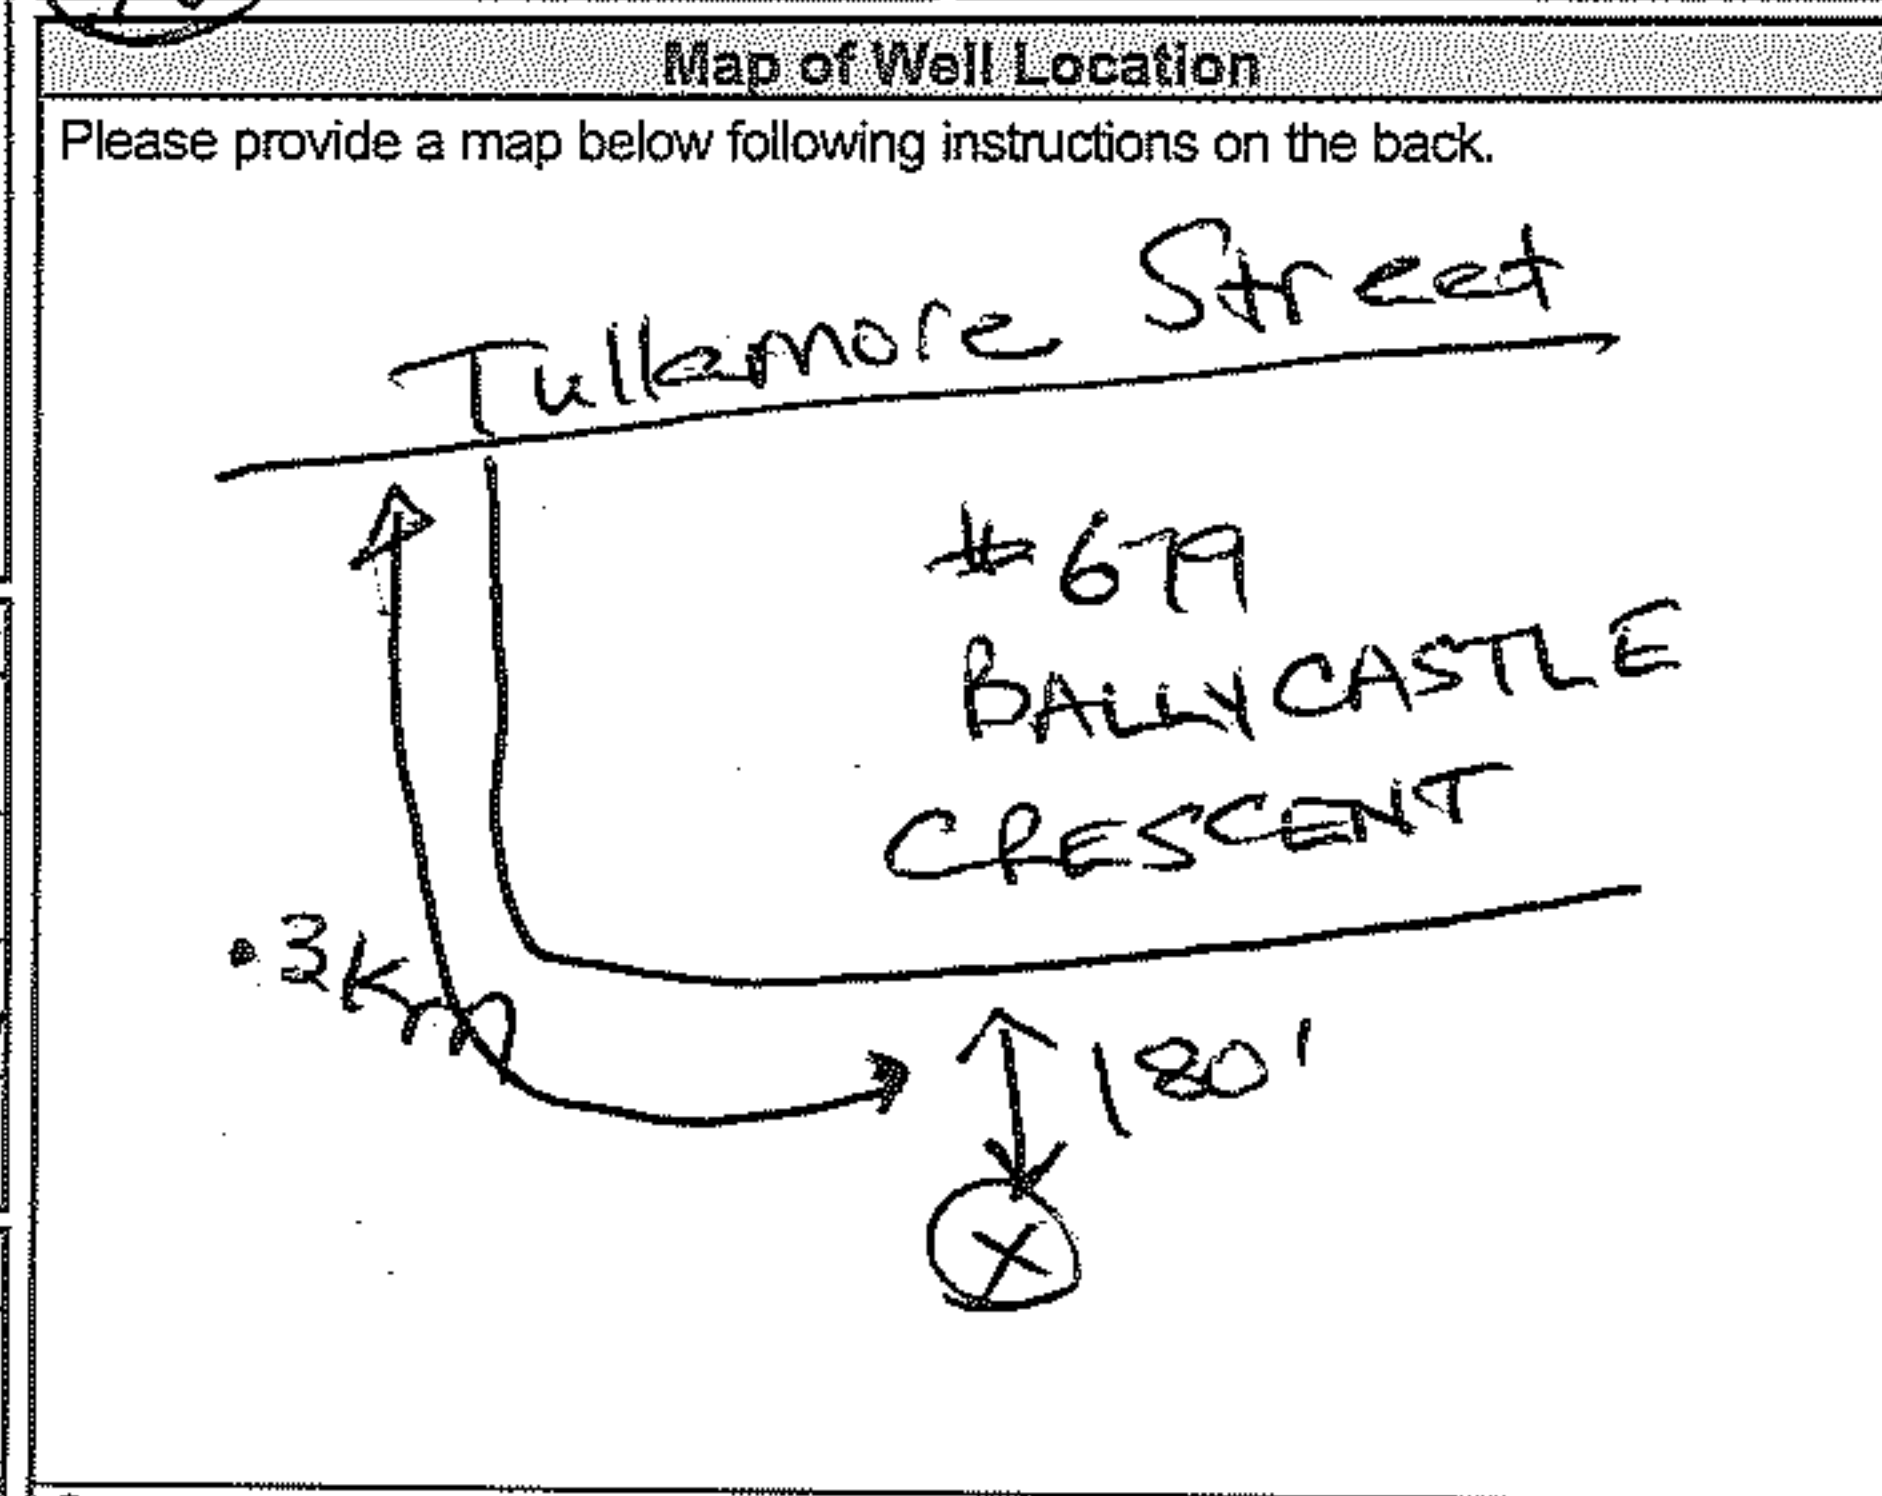 Map of Well Location
Please provide a map below following instructions on the back.
Tullamore Street
#679
BALLYCASTLE
CRESCENT
.3km
180'
X